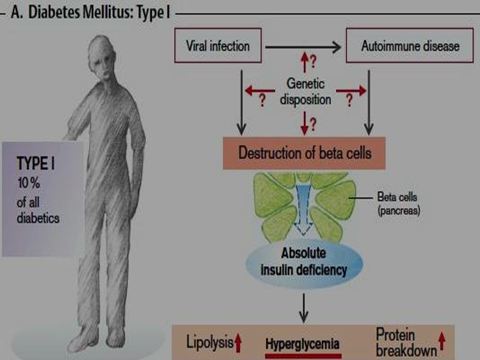 A. Diabetes Mellitus: Type I
Viral infection
Autoimmune disease
?
Genetic
disposition
?
?
?
Destruction of beta cells
TYPE I
10%
of all
diabetics
Beta cells
(pancreas)
Absolute
insulin deficiency
Lipolysis
Hyperglycemia
Protein
breakdown